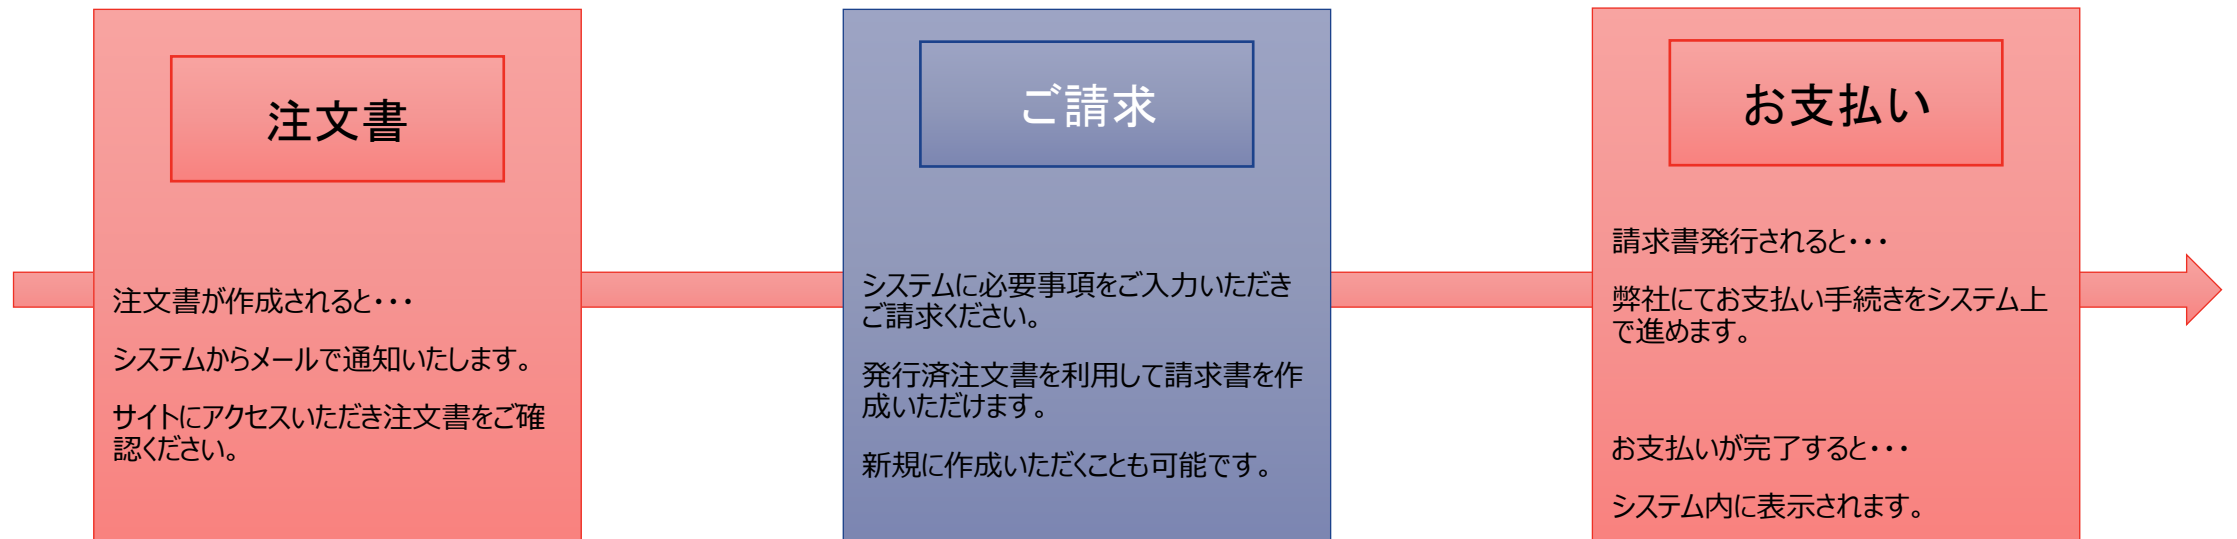 注文書
注文書が作成されると・・・
システムからメールで通知いたします。
サイトにアクセスいただき注文書をご確
認ください。
ご請求
システムに必要事項をご入力いただき
ご請求ください。
発行済注文書を利用して請求書を作
成いただけます。
新規に作成いただくことも可能です。
お支払い
請求書発行されると・・・
弊社にてお支払い手続きをシステム上
で進めます。
お支払いが完了すると・・・
システム内に表示されます。